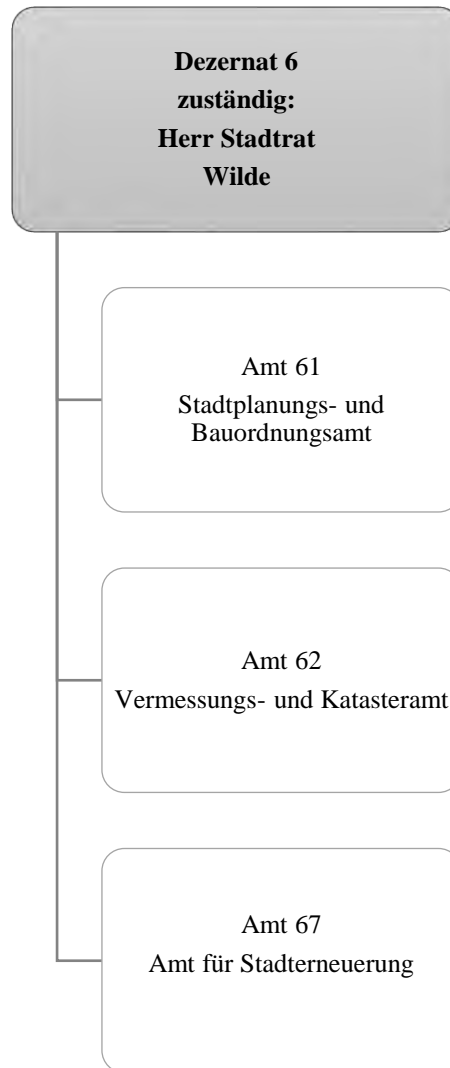 Dezernat 6
zuständig:
Herr Stadtrat
Wilde
Amt 61
Stadtplanungs- und
Bauordnungsamt
Amt 62
Vermessungs- und Katasteramt
Amt 67
Amt für Stadterneuerung